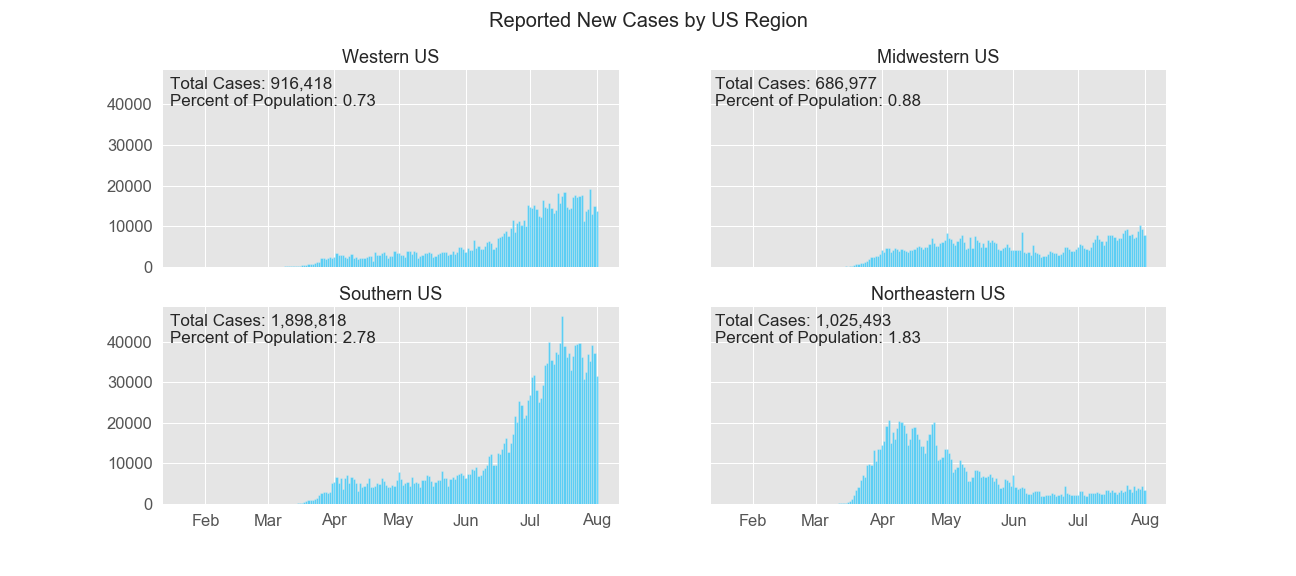 Reported New Cases by US Region
Western US
Total Cases: 916,418
Percent of Population: 0.73
40000
30000
20000
10000
0
Midwestern US
Total Cases: 686,977
Percent of Population: 0.88
Southern US
Total Cases: 1,898,818
Percent of Population: 2.78
40000
30000
20000
10000
0
Feb Mar Apr May Jun Jul Aug
Northeastern US
Total Cases: 1,025,493
Percent of Population: 1.83
Feb Mar Apr May Jun Jul Aug